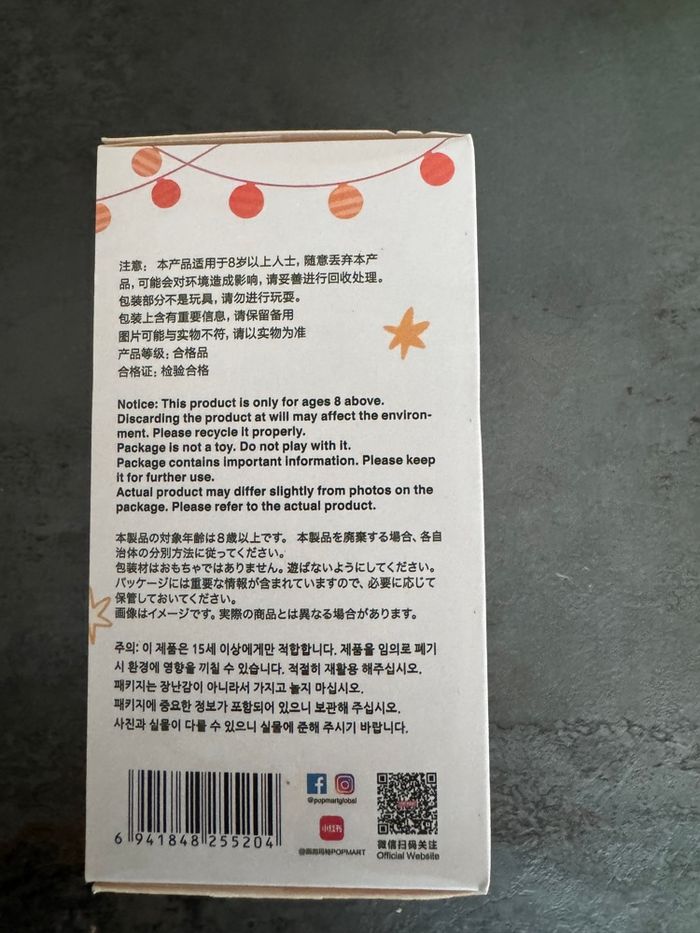 注意： 本产品适用于8岁以上人士, 随意丢弃本产
品, 可能会对环境造成影响, 请妥善进行回收处理。
包装部分不是玩具, 请勿进行玩耍。
包装上含有重要信息, 请保留备用
图片可能与实物不符, 请以实物为准
产品等级: 合格品
合格证: 检验合格
Notice: This product is only for ages 8 above.
Discarding the product at will may affect the environ-
ment. Please recycle it properly.
Package is not a toy. Do not play with it.
Package contains important information. Please keep
it for further use.
Actual product may differ slightly from photos on the
package. Please refer to the actual product.
本製品の対象年齢は8歳以上です。 本製品を廃棄する場合、各自
治体の分別方法に従ってください。
包装材はおもちゃではありません。遊ばないようにしてください。
パッケージには重要な情報が含まれていますので、必要に応じて
保管しておいてください。
画像はイメージです。実際の商品とは異なる場合があります。
주의: 이 제품은 15세 이상에게만 적합합니다. 제품을 임의로 폐기
시 환경에 영향을 끼칠 수 있습니다. 적절히 재활용 해주십시오.
패키지는 장난감이 아니라서 가지고 놀지 마십시오.
패키지에 중요한 정보가 포함되어 있으니 보관해 주십시오.
사진과 실물이 다를 수 있으니 실물에 준해 주시기 바랍니다.
6 941848 255204
@popmartglobal
小红书
@泡泡玛特POPMART
微信扫码关注
Official Website